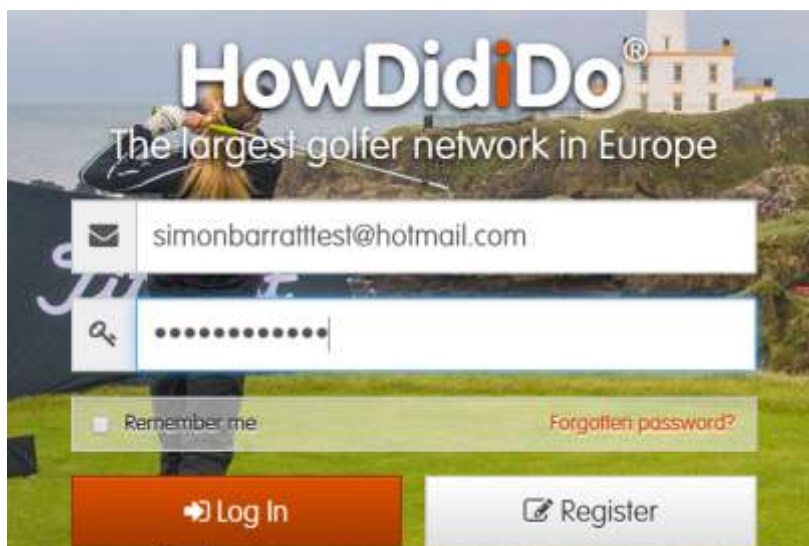 HowDidiDo®
The largest golfer network in Europe
simonbarratttest@hotmail.com
••••••••••••
Remember me
Forgotten password?
Log In
Register